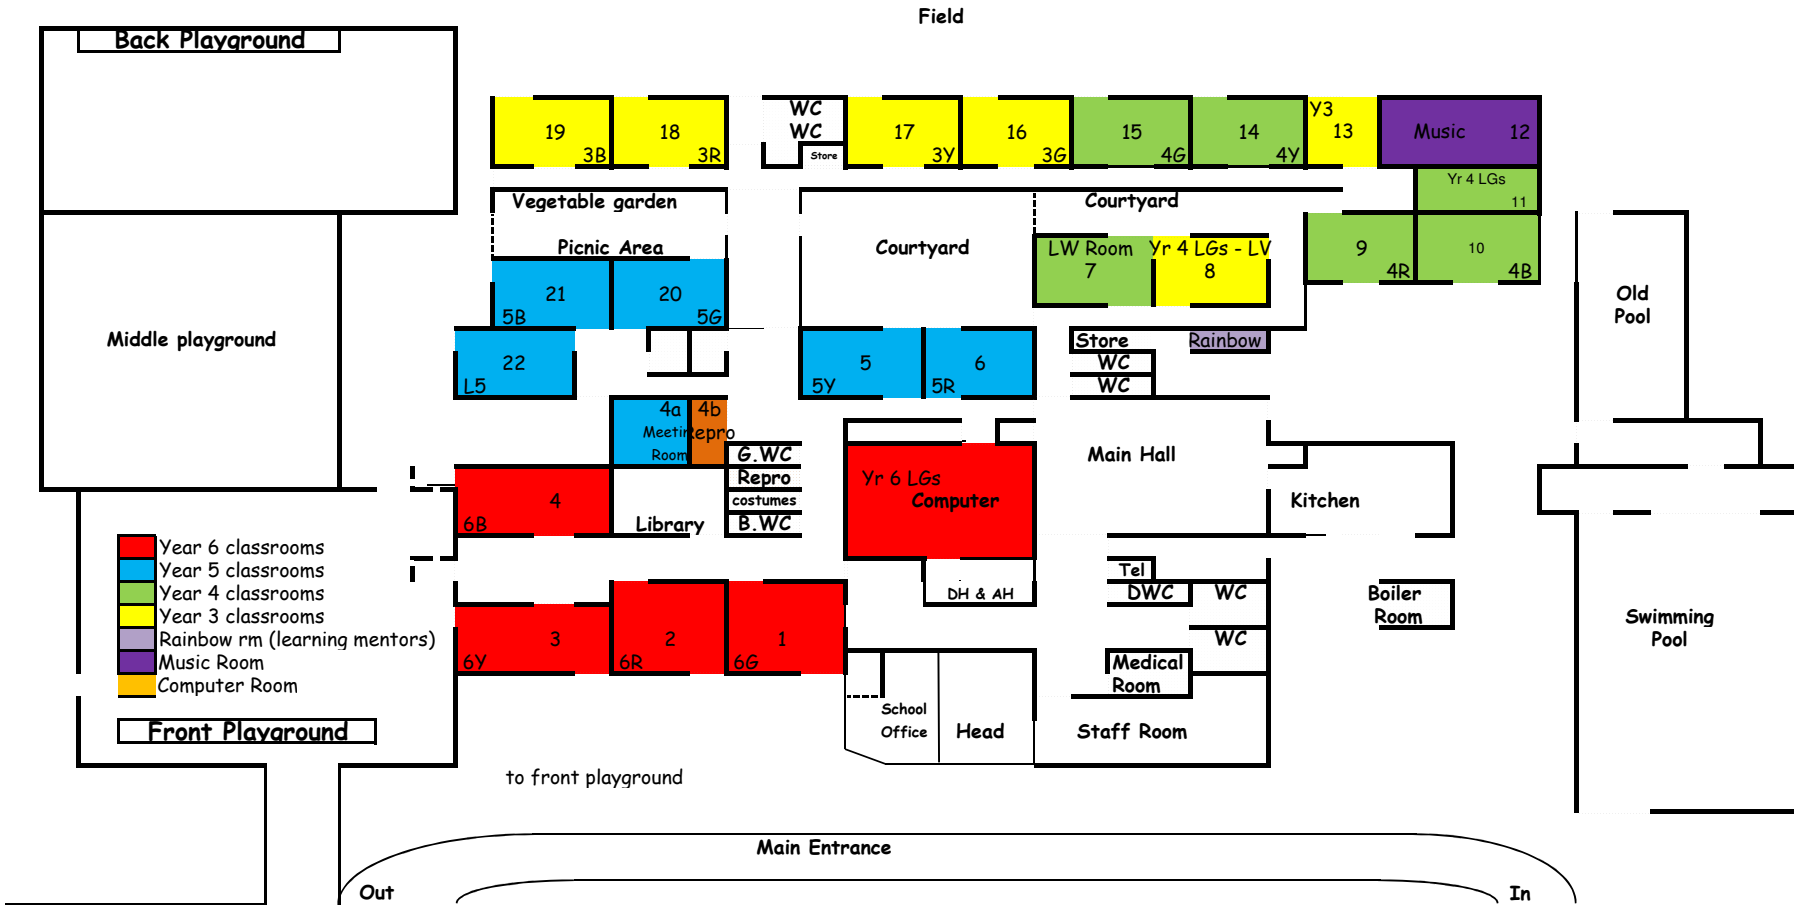 Field
Back Playground
19
3B
18
3R
WC
WC
Store
17
3Y
16
3G
15
4G
14
4Y
Y3
13
Music 12
Yr 4 LGs
11
Vegetable garden
Picnic Area
Courtyard
Courtyard
LW Room
7
Yr 4 LGs - LV
8
9
4R
10
4B
Old
Pool
Middle playground
21
5B
20
5G
22
L5
5
5Y
6
5R
Store
WC
WC
Rainbow
4a
Meetin
Room
4b
Repro
G.WC
Repro
costumes
B.WC
Yr 6 LGs
Computer
Main Hall
Kitchen
4
6B
Library
Year 6 classrooms
Year 5 classrooms
Year 4 classrooms
Year 3 classrooms
Rainbow rm (learning mentors)
Music Room
Computer Room
3
6Y
2
6R
1
6G
DH & AH
Tel
DWC
WC
WC
Boiler
Room
Swimming
Pool
Medical
Room
School
Office
Head
Staff Room
Front Playground
to front playground
Main Entrance
Out
In